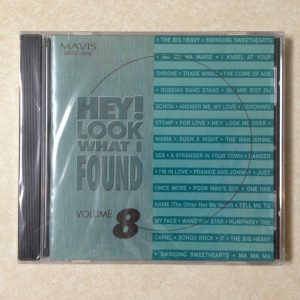 MAVIS
HEY!
LOOK
WHAT I
FOUND
VOLUME 8
• THE BIG HEAVY • SWINGING SWEETHEARTS
MA MA MARIE • I KNEEL AT YOUR
THRONE • TRADE WINDS • I'VE COME OF AGE
• RUSSIAN BAND STAND • BEI MIR BIST DU
SCHON • ANSWER ME, MY LOVE • GERONIMO
STOMP • FOR LOVE • HEY! LOOK ME OVER •
MARIA • SUCH A NIGHT • THE WANDERING
SEA • A STRANGER IN YOUR TOWN • DANGER
• I'M IN LOVE • FRANKIE AND JOHNNY • JUST
ONCE MORE • POOR MAN'S SON • ONE HAS
NAME (The Other Has My Heart) • TELL ME TO
MY FACE • WANDRIN' STAR • HUMPHREY THE
CAMEL • BONGO ROCK • IF • THE BIG HEAVY
• SWINGING SWEETHEARTS • MA MA MA